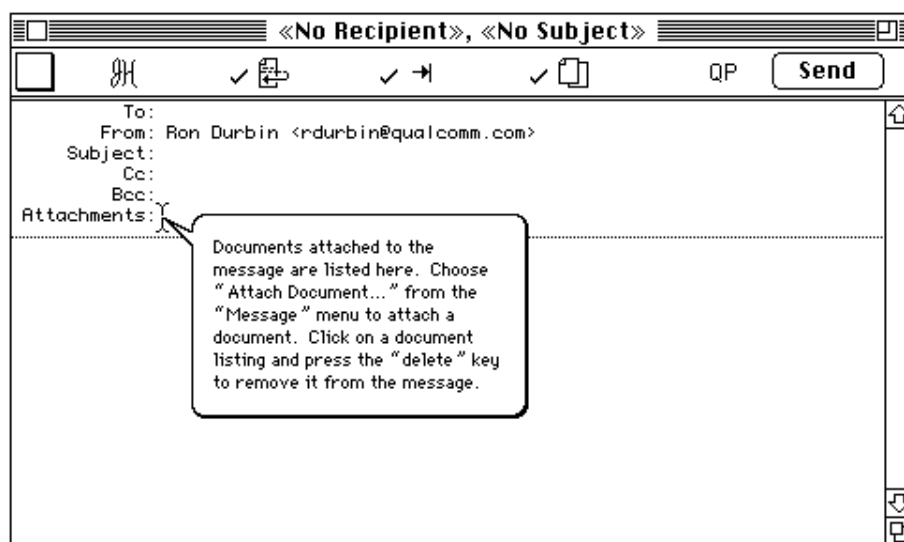 «No Recipient», «No Subject»
QP Send
To:
From: Ron Durbin <rdurbin@qualcomm.com>
Subject:
Cc:
Bcc:
Attachments:
Documents attached to the
message are listed here. Choose
"Attach Document..." from the
"Message" menu to attach a
document. Click on a document
listing and press the "delete" key
to remove it from the message.